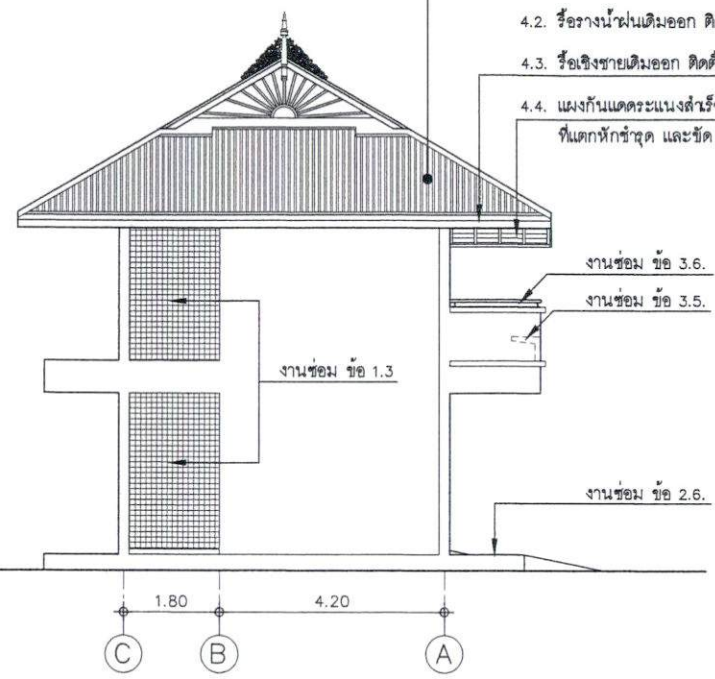 4.2. รื้อรางน้ำฝนเดิมออก ติ
4.3. รื้อเชิงชายเดิมออก ติดตั้
4.4. แผงกันแดดระแนงสำเร็
ที่แตกหักชำรุด และขัด
งานซ่อม ข้อ 3.6.
งานซ่อม ข้อ 3.5.
งานซ่อม ข้อ 1.3
งานซ่อม ข้อ 2.6.
1.80 4.20
C B A